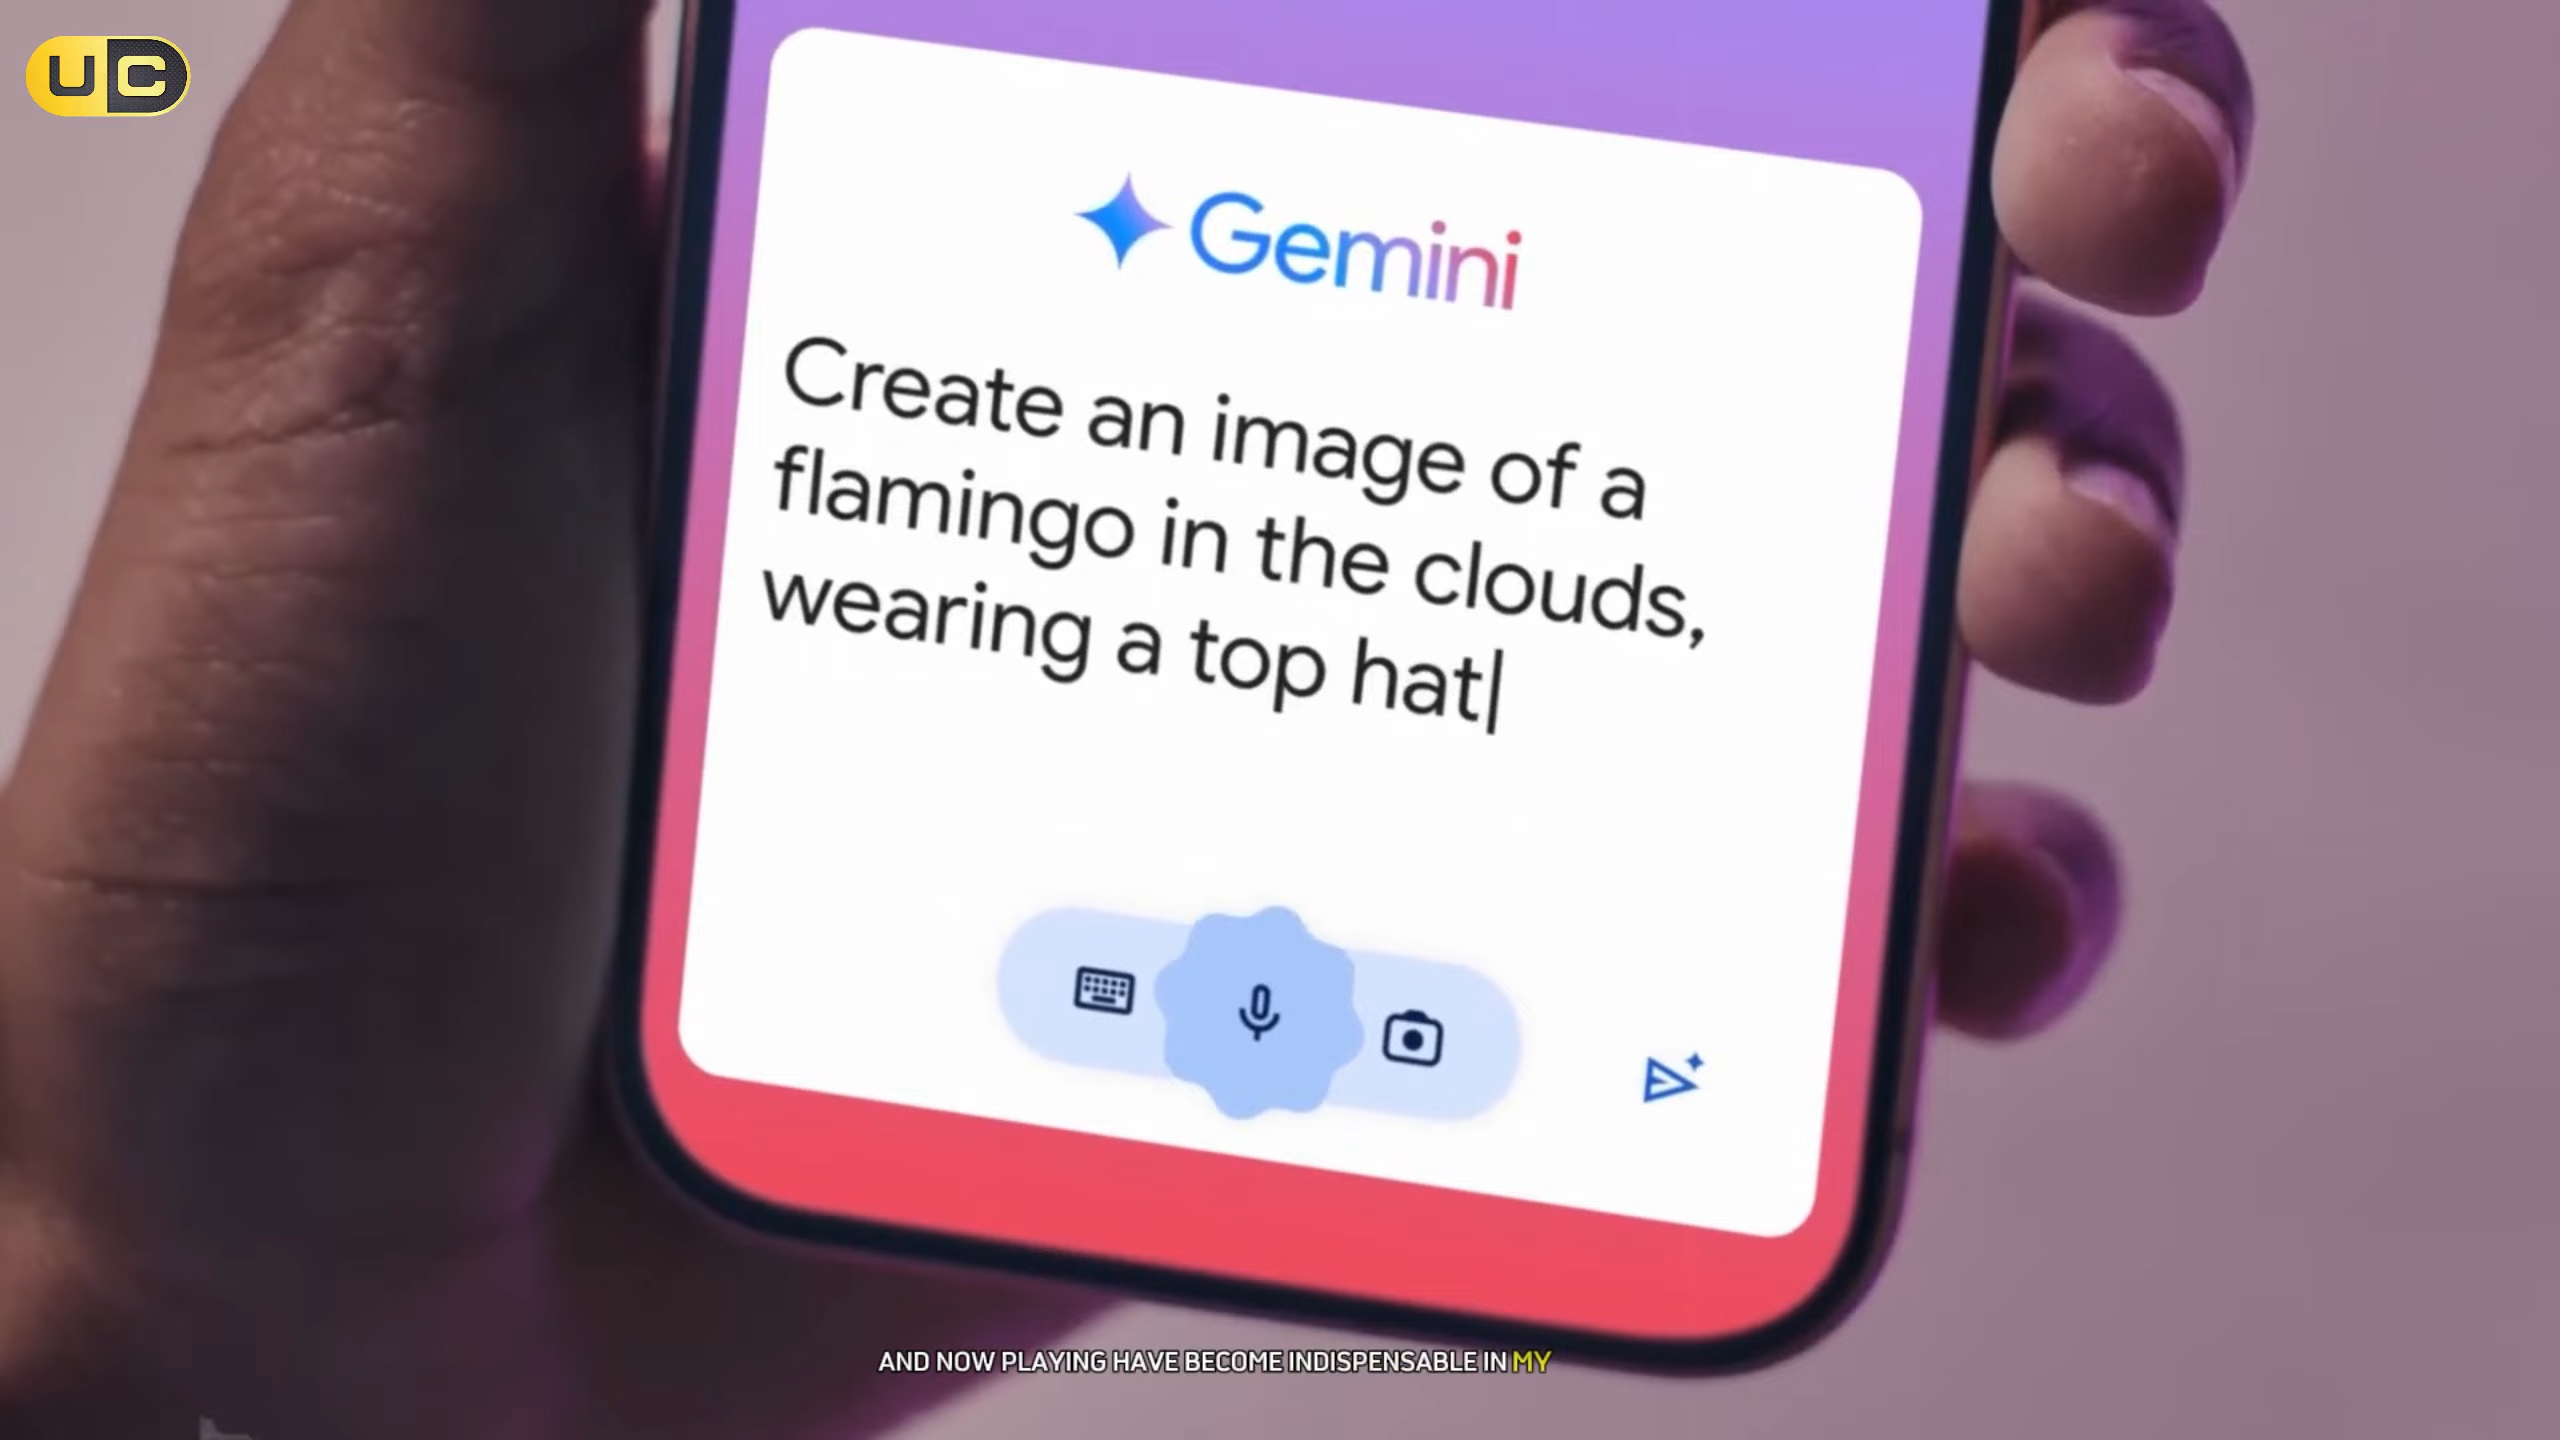 UC
Gemini
Create an image of a
flamingo in the clouds,
wearing a top hat
AND NOW PLAYING HAVE BECOME INDISPENSABLE IN MY